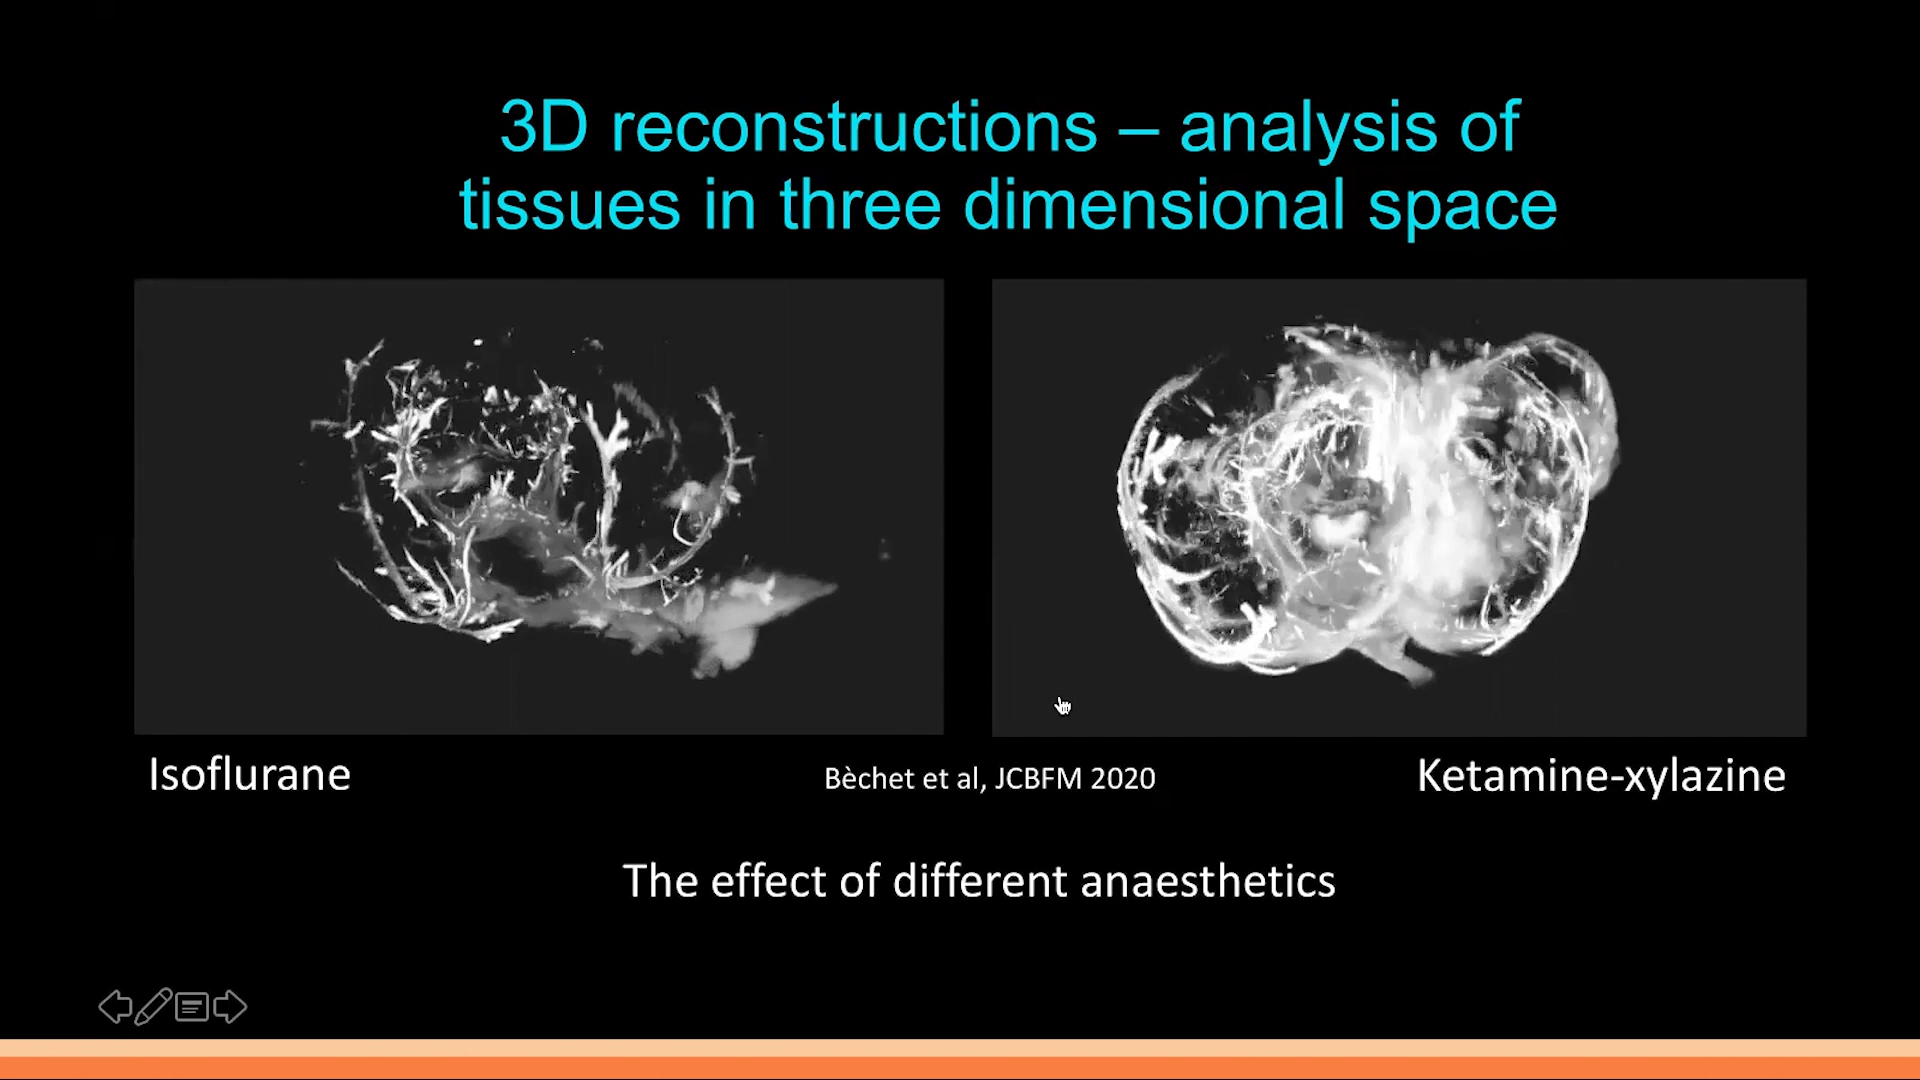 3D reconstructions – analysis of
tissues in three dimensional space
Isoflurane
Bèchet et al, JCBFM 2020
Ketamine-xylazine
The effect of different anaesthetics